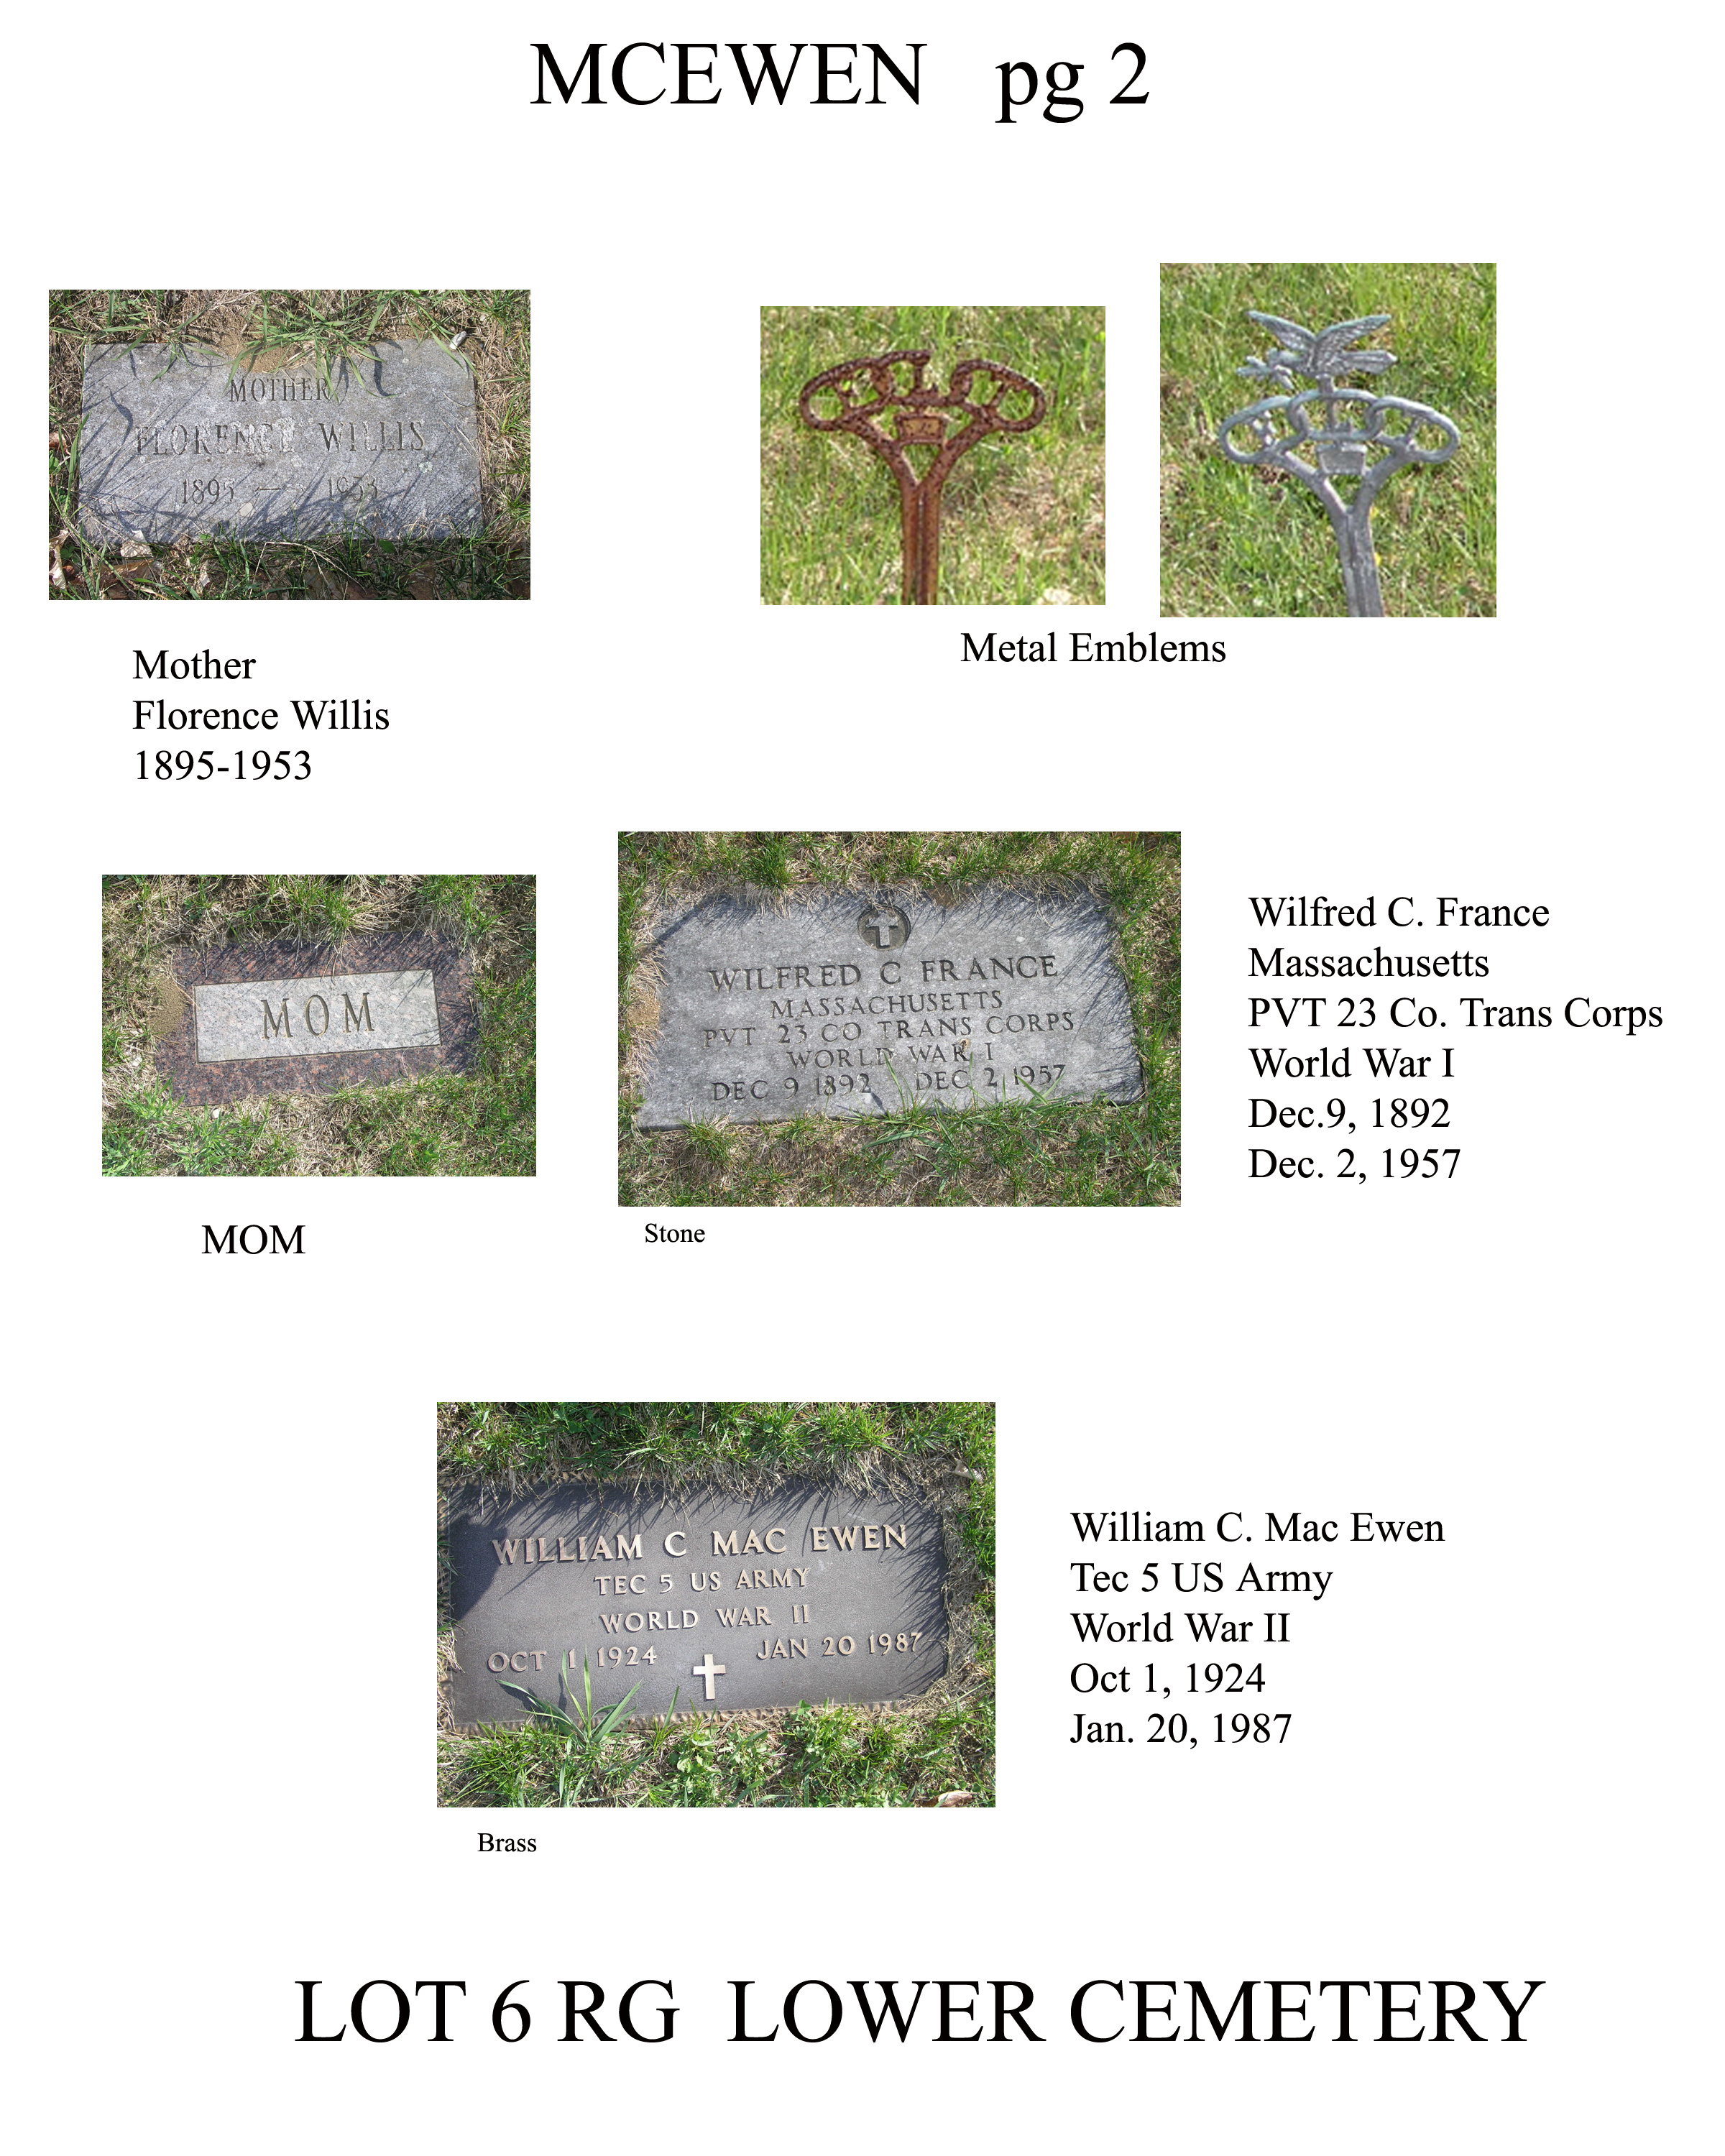 MCEWEN pg 2
MOTHER
FLORENCE WILLIS
1895 — 1953
Mother
Florence Willis
1895-1953
F L T
Metal Emblems
MOM
MOM
WILFRED C FRANCE
MASSACHUSETTS
PVT 23 CO TRANS CORPS
WORLD WAR I
DEC 9 1892 DEC 2 1957
Stone
Wilfred C. France
Massachusetts
PVT 23 Co. Trans Corps
World War I
Dec.9, 1892
Dec. 2, 1957
WILLIAM C MAC EWEN
TEC 5 US ARMY
WORLD WAR II
OCT 1 1924 JAN 20 1987
Brass
William C. Mac Ewen
Tec 5 US Army
World War II
Oct 1, 1924
Jan. 20, 1987
LOT 6 RG LOWER CEMETERY